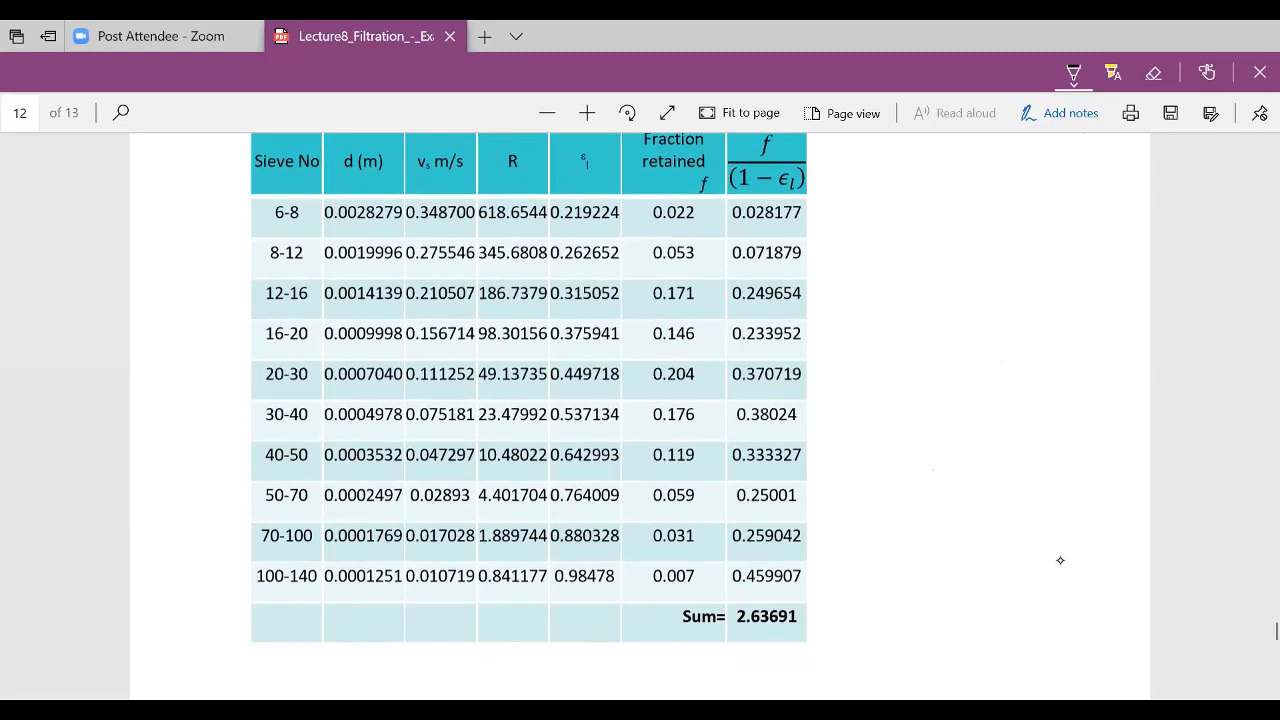 Post Attendee - Zoom
Lecture8_Filtration_-_Ex
12 of 13
Fit to page
Page view
Read aloud
Add notes
Sieve No d (m) vs m/s R εl Fraction retained f f/(1 − ϵl)
6-8 0.0028279 0.348700 618.6544 0.219224 0.022 0.028177
8-12 0.0019996 0.275546 345.6808 0.262652 0.053 0.071879
12-16 0.0014139 0.210507 186.7379 0.315052 0.171 0.249654
16-20 0.0009998 0.156714 98.30156 0.375941 0.146 0.233952
20-30 0.0007040 0.111252 49.13735 0.449718 0.204 0.370719
30-40 0.0004978 0.075181 23.47992 0.537134 0.176 0.38024
40-50 0.0003532 0.047297 10.48022 0.642993 0.119 0.333327
50-70 0.0002497 0.02893 4.401704 0.764009 0.059 0.25001
70-100 0.0001769 0.017028 1.889744 0.880328 0.031 0.259042
100-140 0.0001251 0.010719 0.841177 0.98478 0.007 0.459907
Sum= 2.63691